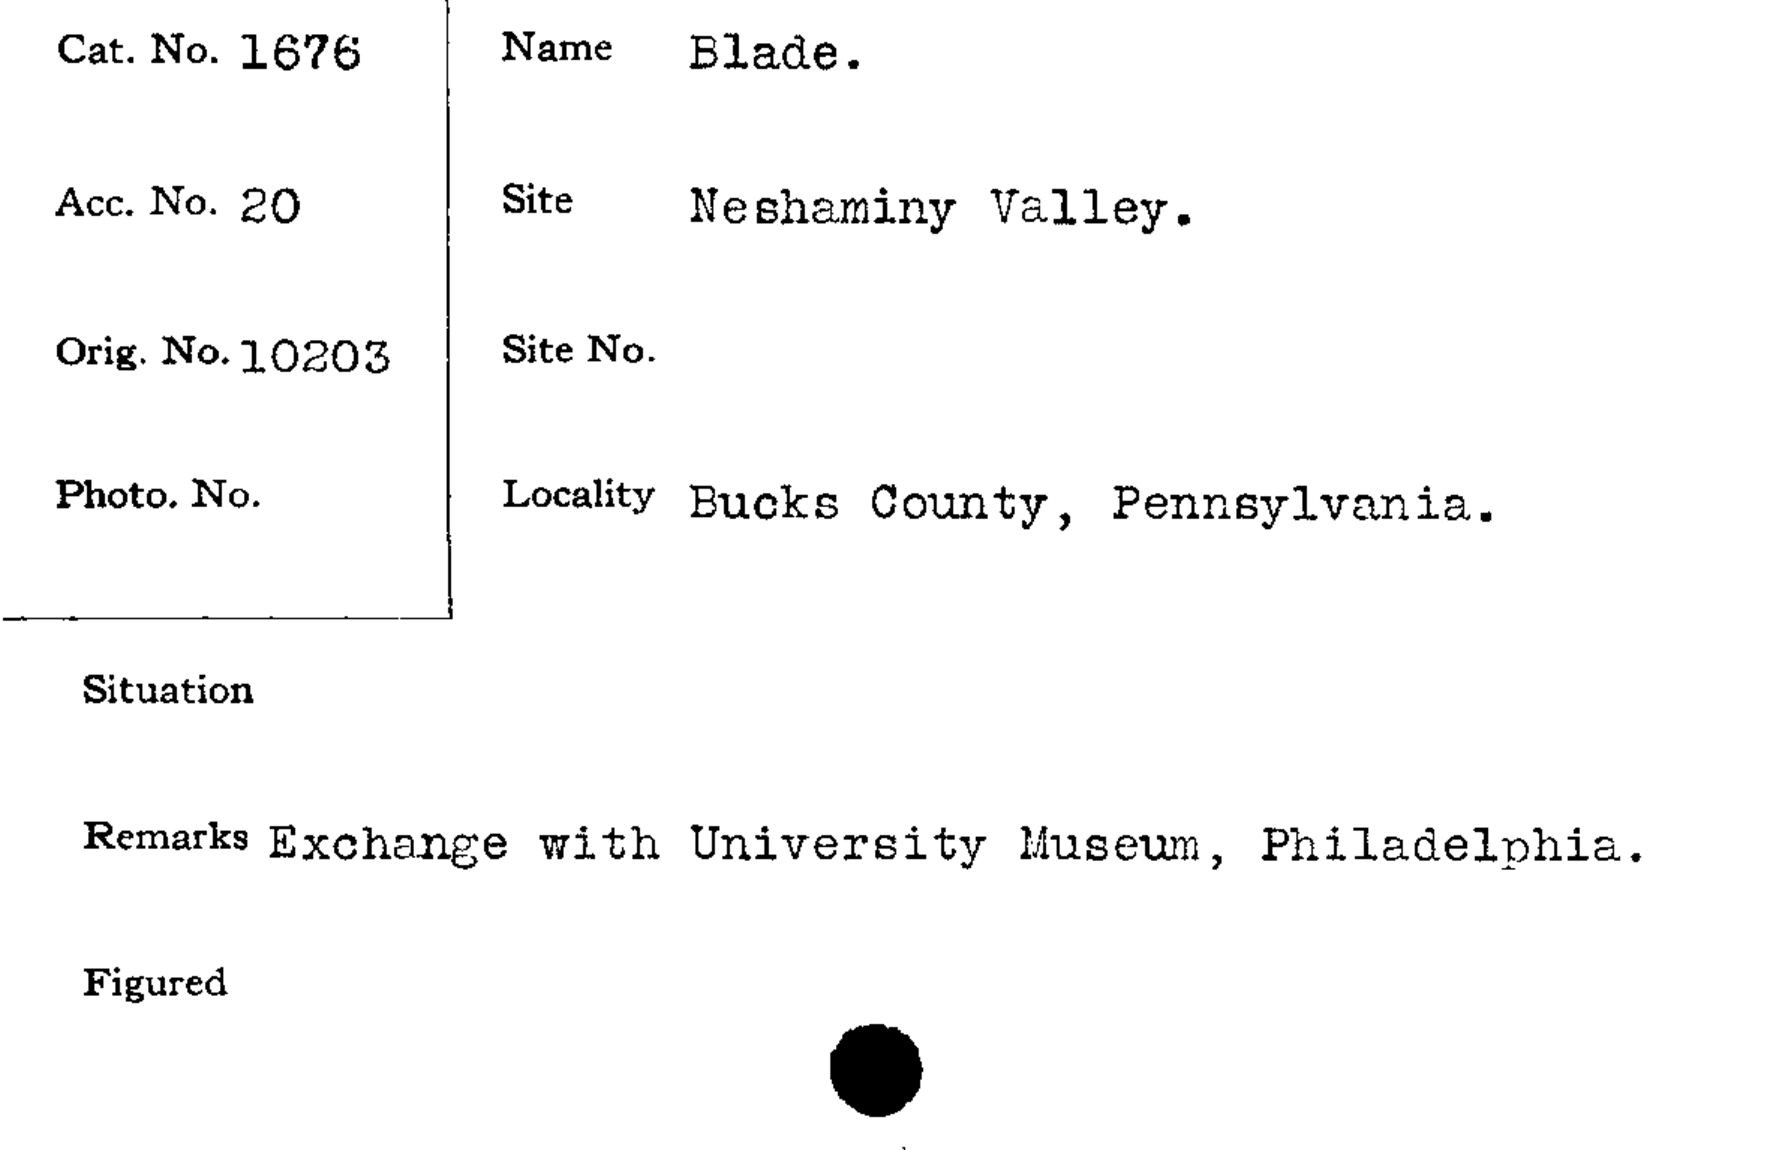 Cat. No. 1676
Name Blade.
Acc. No. 20
Site Neshaminy Valley.
Orig. No. 10203
Site No.
Photo. No.
Locality Bucks County, Pennsylvania.
Situation
Remarks Exchange with University Museum, Philadelphia.
Figured